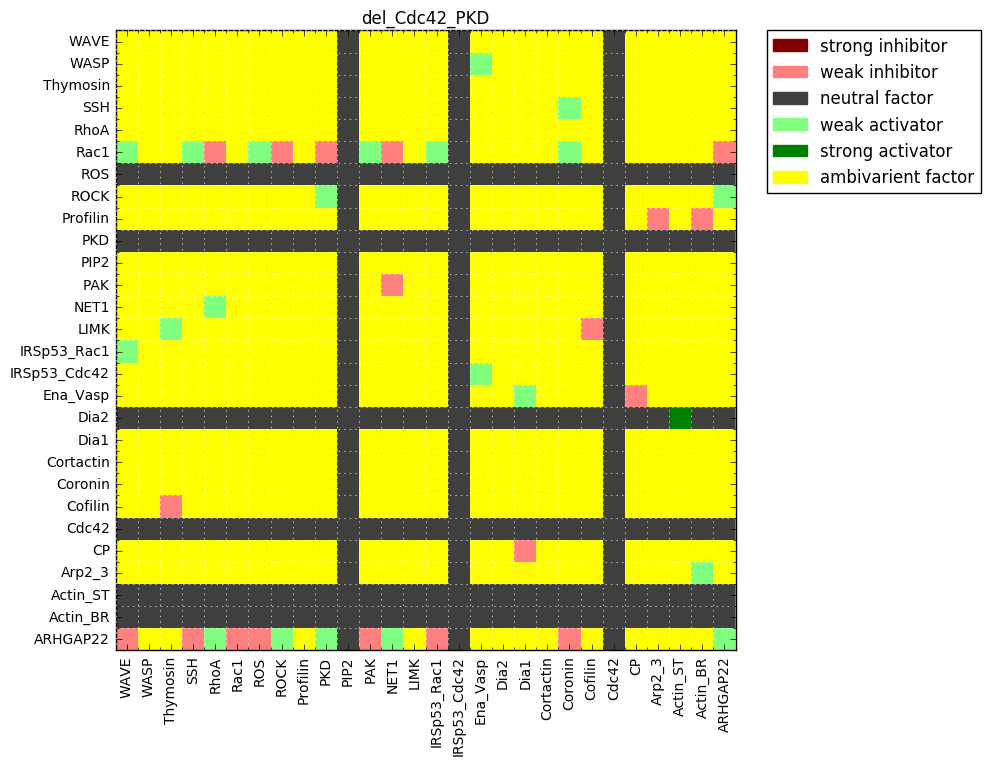 del_Cdc42_PKD
WAVE
WASP
Thymosin
SSH
RhoA
Rac1
ROS
ROCK
Profilin
PKD
PIP2
PAK
NET1
LIMK
IRSp53_Rac1
IRSp53_Cdc42
Ena_Vasp
Dia2
Dia1
Cortactin
Coronin
Cofilin
Cdc42
CP
Arp2_3
Actin_ST
Actin_BR
ARHGAP22
WAVE
WASP
Thymosin
SSH
RhoA
Rac1
ROS
ROCK
Profilin
PKD
PIP2
PAK
NET1
LIMK
IRSp53_Rac1
IRSp53_Cdc42
Ena_Vasp
Dia2
Dia1
Cortactin
Coronin
Cofilin
Cdc42
CP
Arp2_3
Actin_ST
Actin_BR
ARHGAP22
strong inhibitor
weak inhibitor
neutral factor
weak activator
strong activator
ambivarient factor